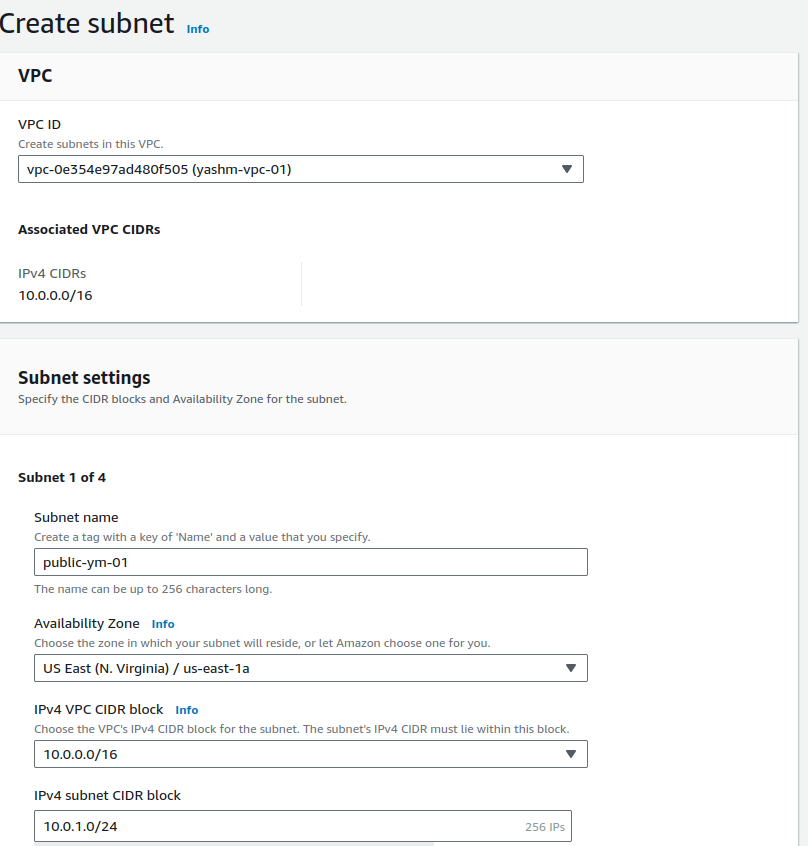 Create subnet Info
VPC
VPC ID
Create subnets in this VPC.
vpc-0e354e97ad480f505 (yashm-vpc-01)
Associated VPC CIDRs
IPv4 CIDRs
10.0.0.0/16
Subnet settings
Specify the CIDR blocks and Availability Zone for the subnet.
Subnet 1 of 4
Subnet name
Create a tag with a key of 'Name' and a value that you specify.
public-ym-01
The name can be up to 256 characters long.
Availability Zone Info
Choose the zone in which your subnet will reside, or let Amazon choose one for you.
US East (N. Virginia) / us-east-1a
IPv4 VPC CIDR block Info
Choose the VPC's IPv4 CIDR block for the subnet. The subnet's IPv4 CIDR must lie within this block.
10.0.0.0/16
IPv4 subnet CIDR block
10.0.1.0/24 256 IPs